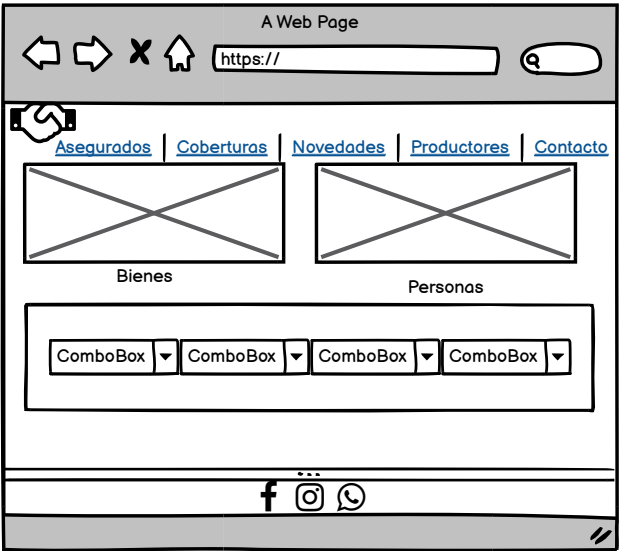 A Web Page
https://
Asegurados Coberturas Novedades Productores Contacto
Bienes
Personas
ComboBox ComboBox ComboBox ComboBox